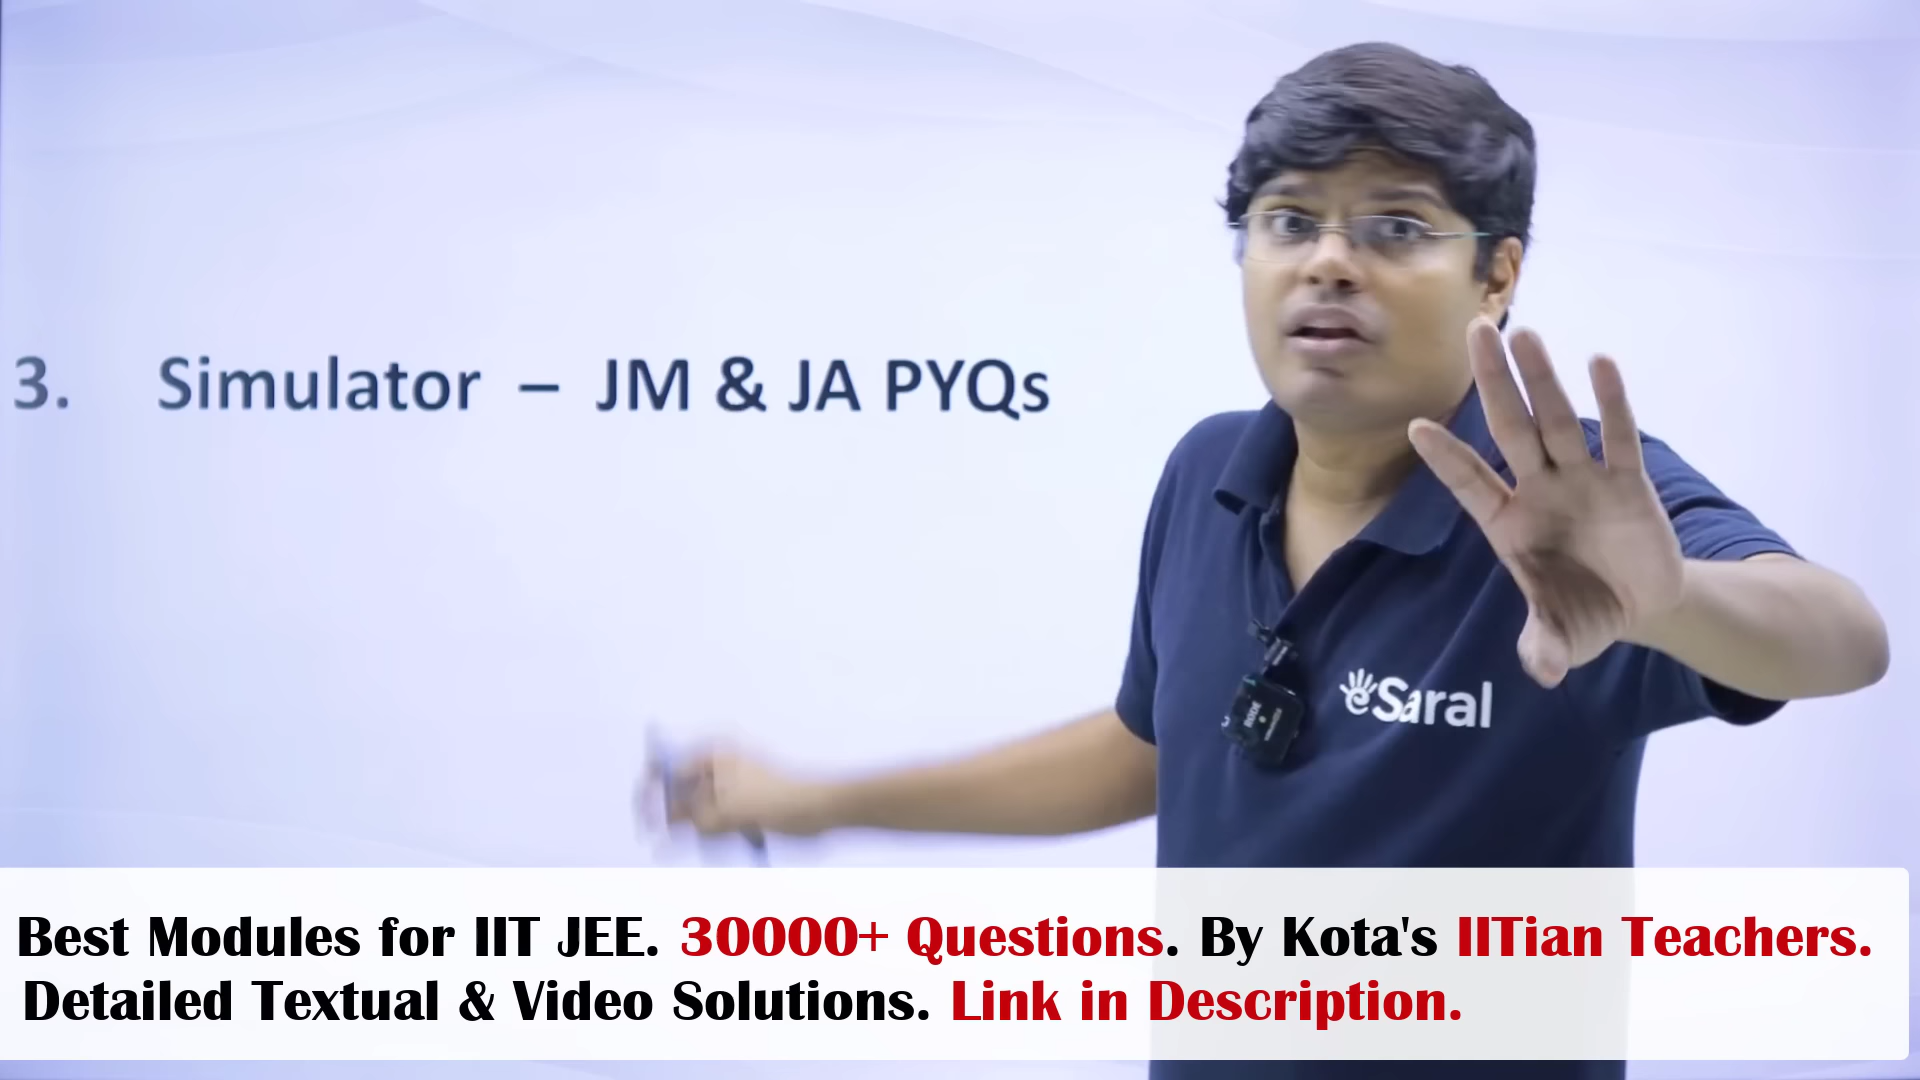 3. Simulator – JM & JA PYQs
eSaral
RODE
Best Modules for IIT JEE. 30000+ Questions. By Kota's IITian Teachers.
Detailed Textual & Video Solutions. Link in Description.